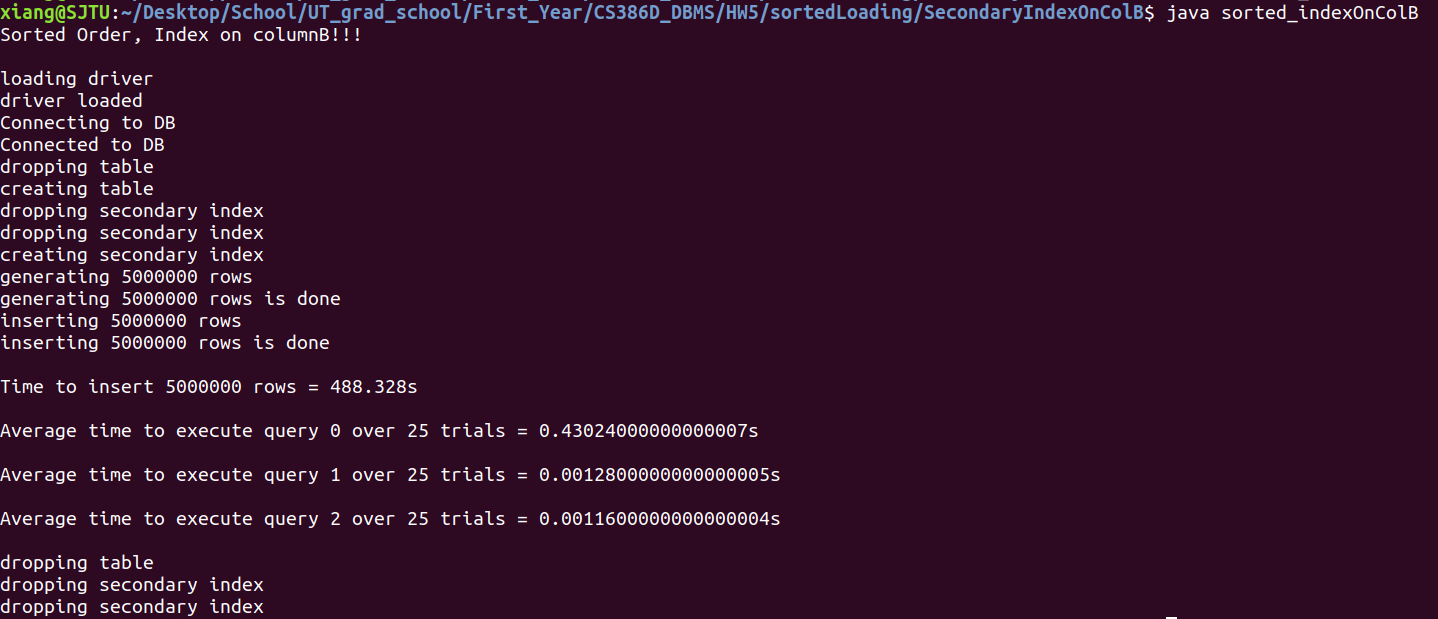 xiang@SJTU:~/Desktop/School/UT_grad_school/First_Year/CS386D_DBMS/HW5/sortedLoading/SecondaryIndexOnColB$ java sorted_indexOnColB
Sorted Order, Index on columnB!!!
loading driver
driver loaded
Connecting to DB
Connected to DB
dropping table
creating table
dropping secondary index
dropping secondary index
creating secondary index
generating 5000000 rows
generating 5000000 rows is done
inserting 5000000 rows
inserting 5000000 rows is done
Time to insert 5000000 rows = 488.328s
Average time to execute query 0 over 25 trials = 0.43024000000000007s
Average time to execute query 1 over 25 trials = 0.0012800000000000005s
Average time to execute query 2 over 25 trials = 0.0011600000000000004s
dropping table
dropping secondary index
dropping secondary index